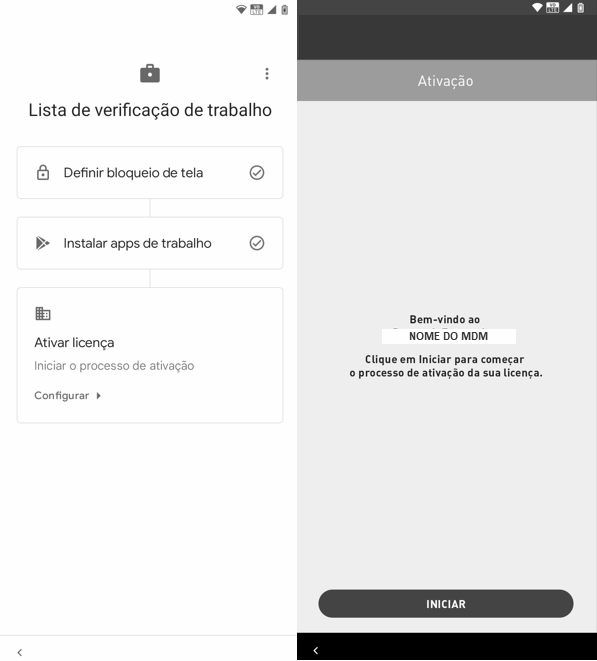 Lista de verificação de trabalho
Definir bloqueio de tela
Instalar apps de trabalho
Ativar licença
Iniciar o processo de ativação
Configurar
Ativação
Bem-vindo ao
NOME DO MDM
Clique em Iniciar para começar
o processo de ativação da sua licença.
INICIAR